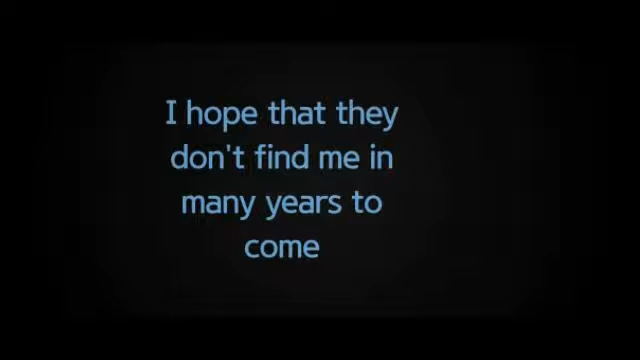 I hope that they
don't find me in
many years to
come